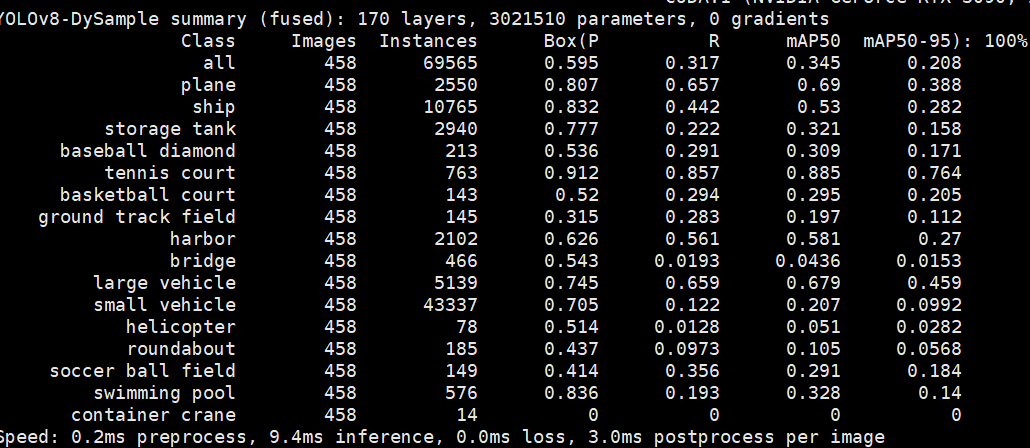 YOLOv8-DySample summary (fused): 170 layers, 3021510 parameters, 0 gradients
Class Images Instances Box(P R mAP50 mAP50-95): 100%
all 458 69565 0.595 0.317 0.345 0.208
plane 458 2550 0.807 0.657 0.69 0.388
ship 458 10765 0.832 0.442 0.53 0.282
storage tank 458 2940 0.777 0.222 0.321 0.158
baseball diamond 458 213 0.536 0.291 0.309 0.171
tennis court 458 763 0.912 0.857 0.885 0.764
basketball court 458 143 0.52 0.294 0.295 0.205
ground track field 458 145 0.315 0.283 0.197 0.112
harbor 458 2102 0.626 0.561 0.581 0.27
bridge 458 466 0.543 0.0193 0.0436 0.0153
large vehicle 458 5139 0.745 0.659 0.679 0.459
small vehicle 458 43337 0.705 0.122 0.207 0.0992
helicopter 458 78 0.514 0.0128 0.051 0.0282
roundabout 458 185 0.437 0.0973 0.105 0.0568
soccer ball field 458 149 0.414 0.356 0.291 0.184
swimming pool 458 576 0.836 0.193 0.328 0.14
container crane 458 14 0 0 0 0
Speed: 0.2ms preprocess, 9.4ms inference, 0.0ms loss, 3.0ms postprocess per image